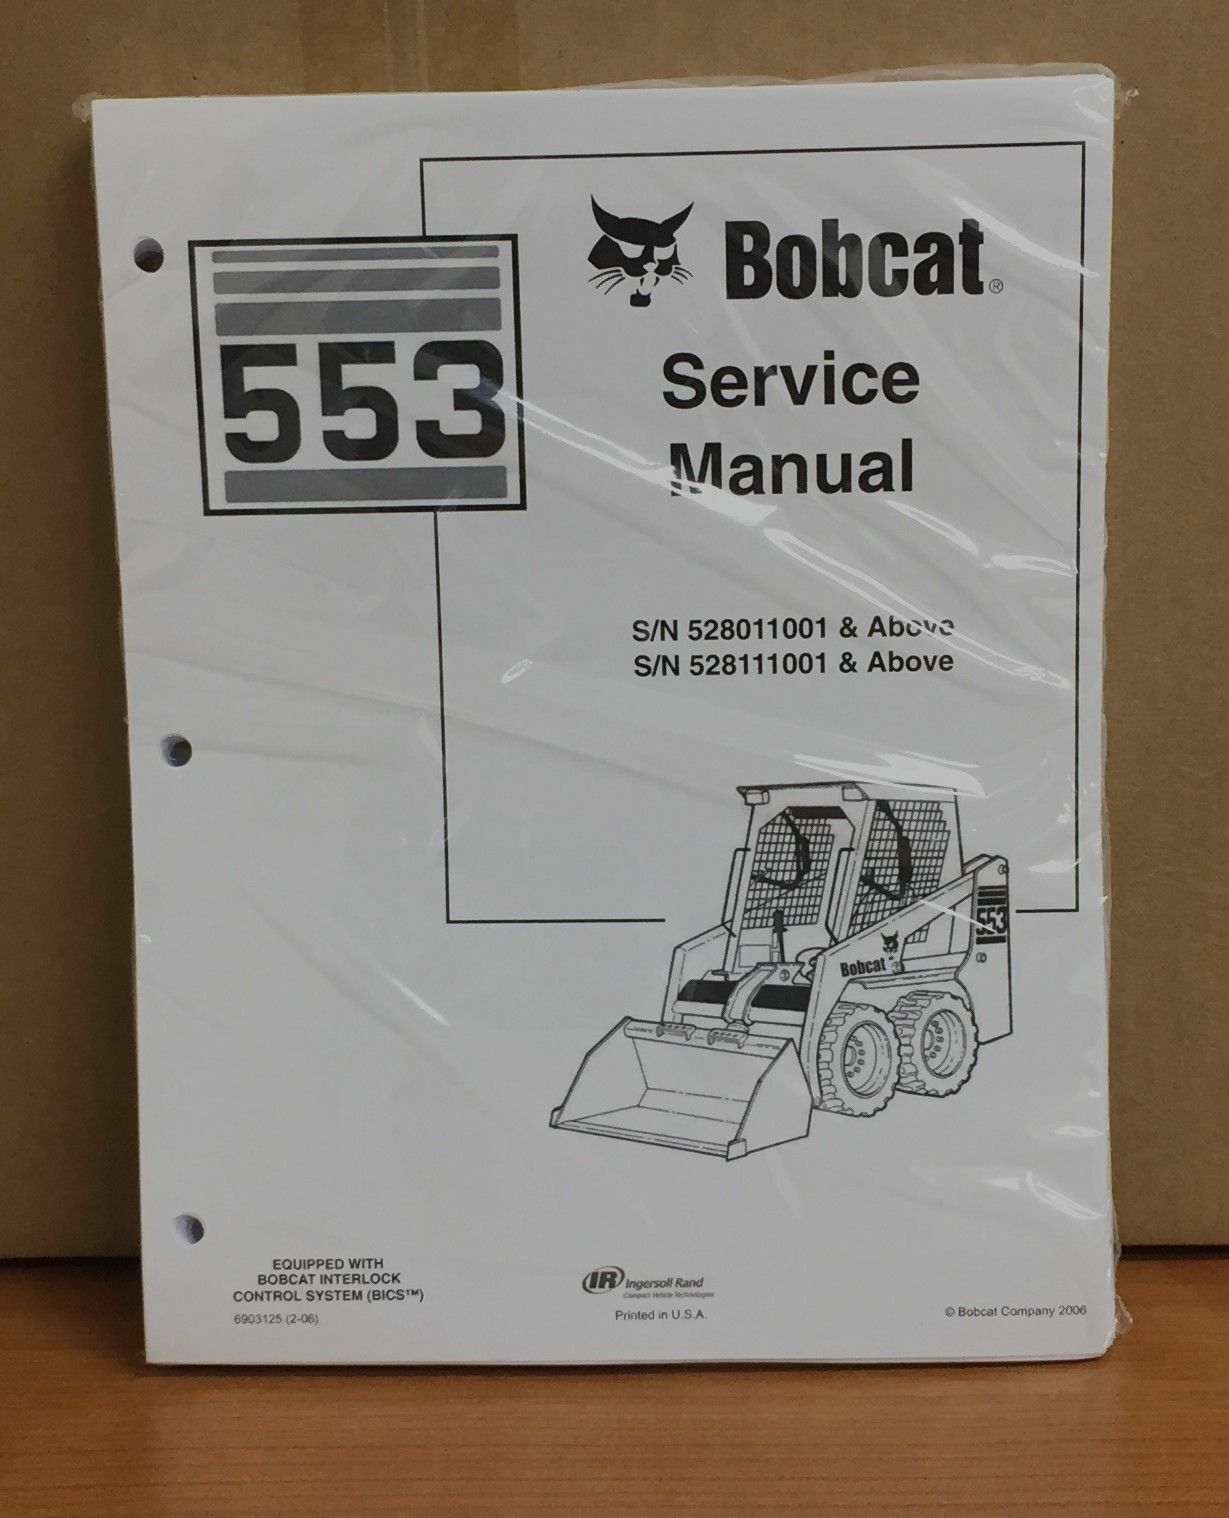 553
Bobcat®
Service
Manual
S/N 528011001 & Above
S/N 528111001 & Above
553
Bobcat
EQUIPPED WITH
BOBCAT INTERLOCK
CONTROL SYSTEM (BICS™)
6903125 (2-06)
IR Ingersoll Rand
Compact Vehicle Technologies
Printed in U.S.A.
© Bobcat Company 2006